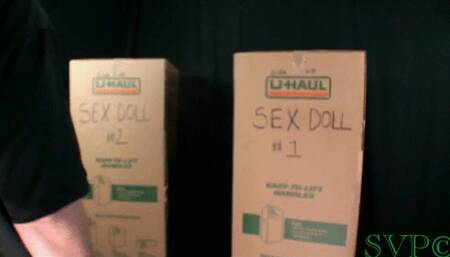 U-HAUL
SEX DOLL
#2
EASY-TO-LIFT
HANDLES
U-HAUL
SEX DOLL
#1
EASY-TO-LIFT
HANDLES
SVP©